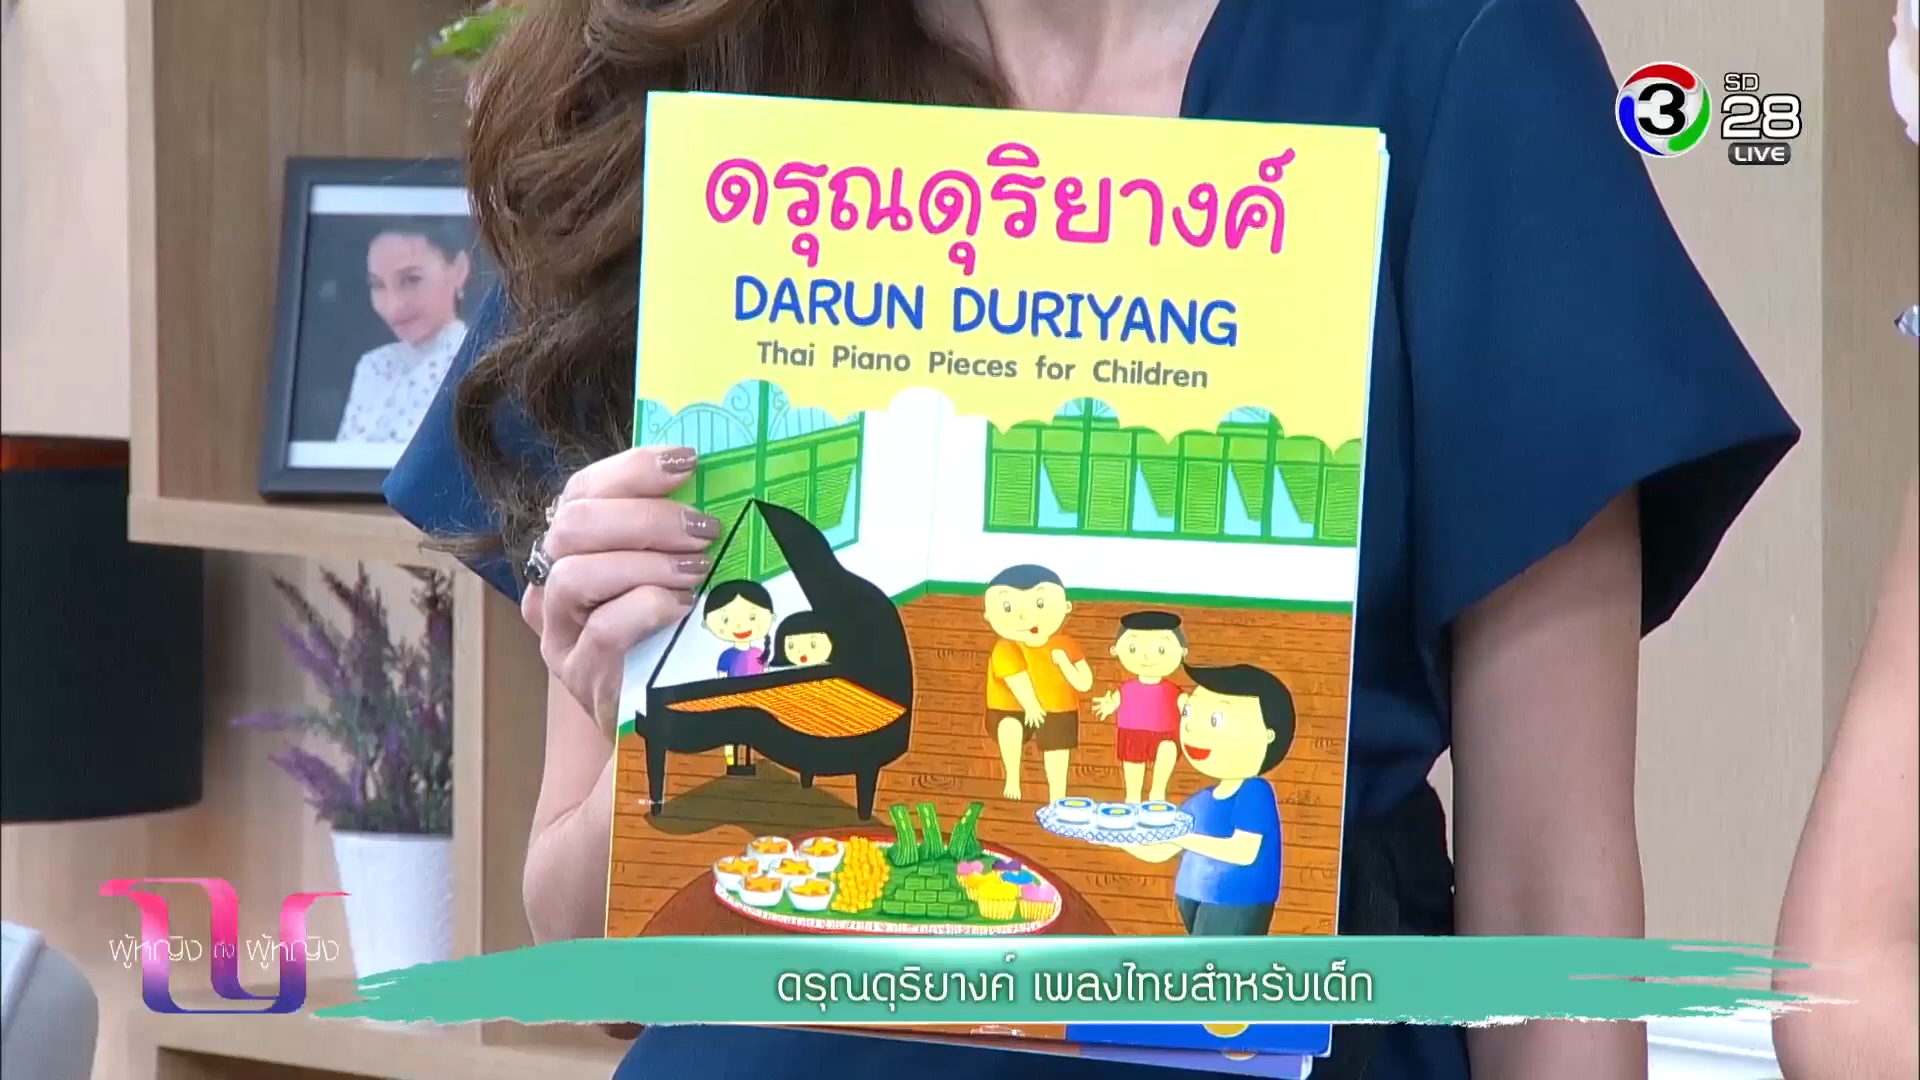 3
SD
28
LIVE
ดรุณดุริยางค์
DARUN DURIYANG
Thai Piano Pieces for Children
ผู้หญิง ถึง ผู้หญิง
ดรุณดุริยางค์ เพลงไทยสำหรับเด็ก